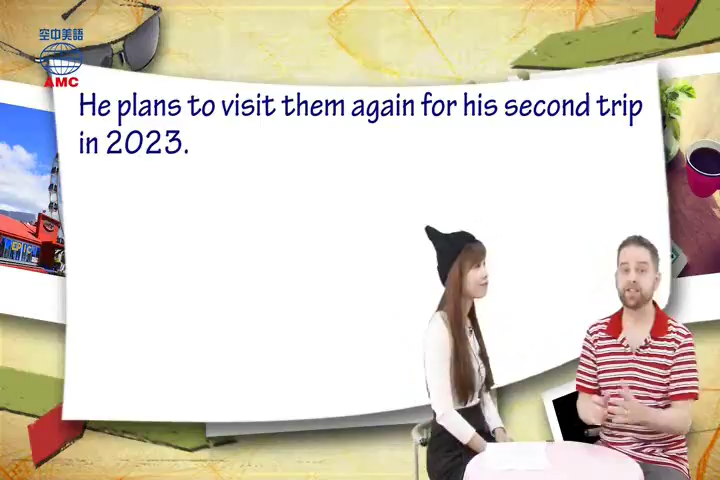 空中美語
AMC
He plans to visit them again for his second trip
in 2023.